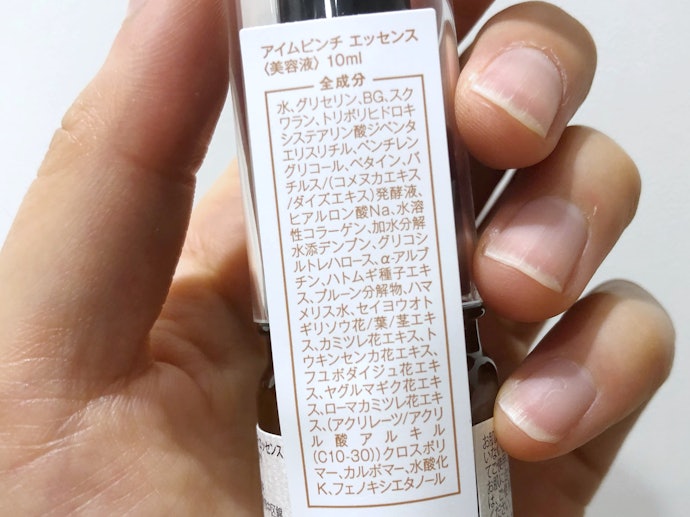 アイムピンチ エッセンス
〈美容液〉10ml
全成分
水、グリセリン、BG、スク
ワラン、トリポリヒドロキ
システアリン酸ジペンタ
エリスリチル、ペンチレン
グリコール、ベタイン、バ
チルス/(コメヌカエキス
/ダイズエキス)発酵液、
ヒアルロン酸Na、水溶
性コラーゲン、加水分解
水添デンプン、グリコシ
ルトレハロース、α-アルブ
チン、ハトムギ種子エキ
ス、プルーン分解物、ハマ
メリス水、セイヨウオト
ギリソウ花/葉/茎エキ
ス、カミツレ花エキス、ト
ウキンセンカ花エキス、
フユボダイジュ花エキ
ス、ヤグルマギク花エキ
ス、ローマカミツレ花エキ
ス、(アクリレーツ/アクリ
ル酸アルキル
(C10-30))クロスポリ
マー、カルボマー、水酸化
K、フェノキシエタノール
エッセンス